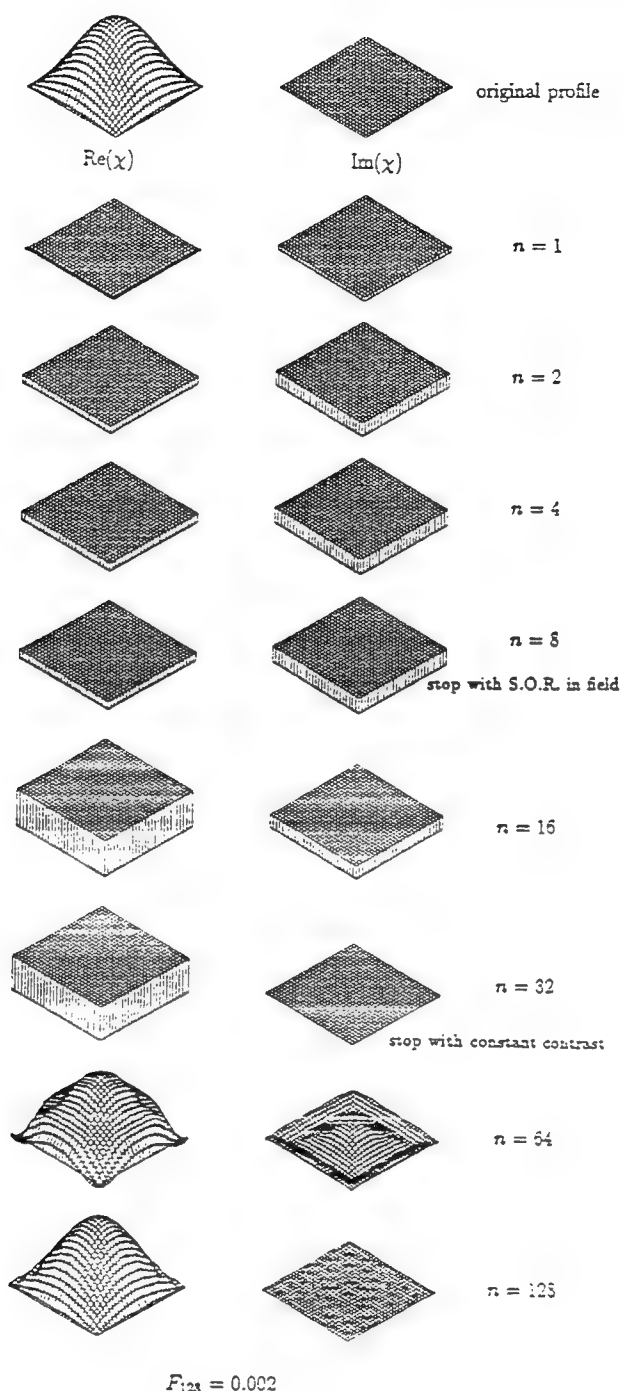 original profile
Re(χ) Im(χ)
n = 1
n = 2
n = 4
n = 8
stop with S.O.R. in field
n = 16
n = 32
stop with constant contrast
n = 64
n = 128
F₁₂₈ = 0.002